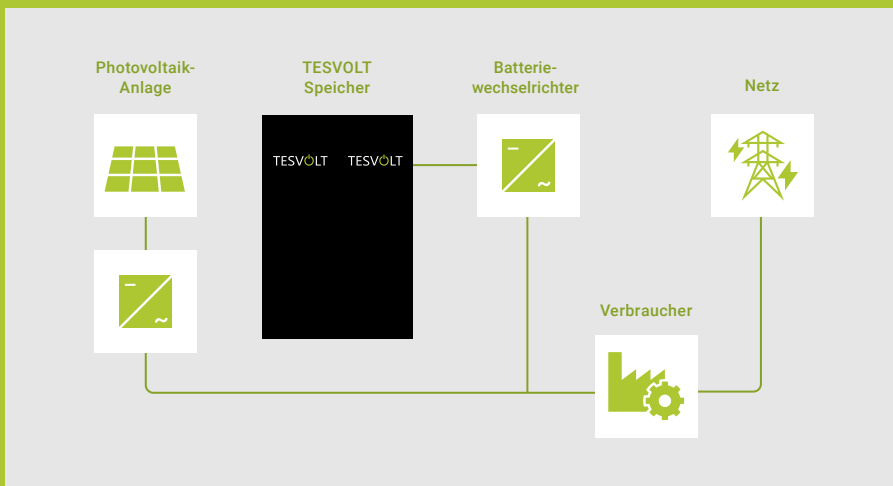 Photovoltaik-
Anlage
TESVOLT
Speicher
Batterie-
wechselrichter
Netz
TESVOLT TESVOLT
Verbraucher